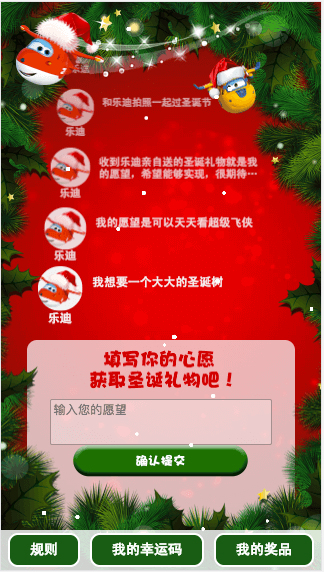 乐迪
和乐迪拍照一起过圣诞节
乐迪
收到乐迪亲自送的圣诞礼物就是我
的愿望，希望能够实现，很期待…
乐迪
我的愿望是可以天天看超级飞侠
乐迪
我想要一个大大的圣诞树
乐迪
填写你的心愿
获取圣诞礼物吧！
输入您的愿望
确认提交
规则
我的幸运码
我的奖品